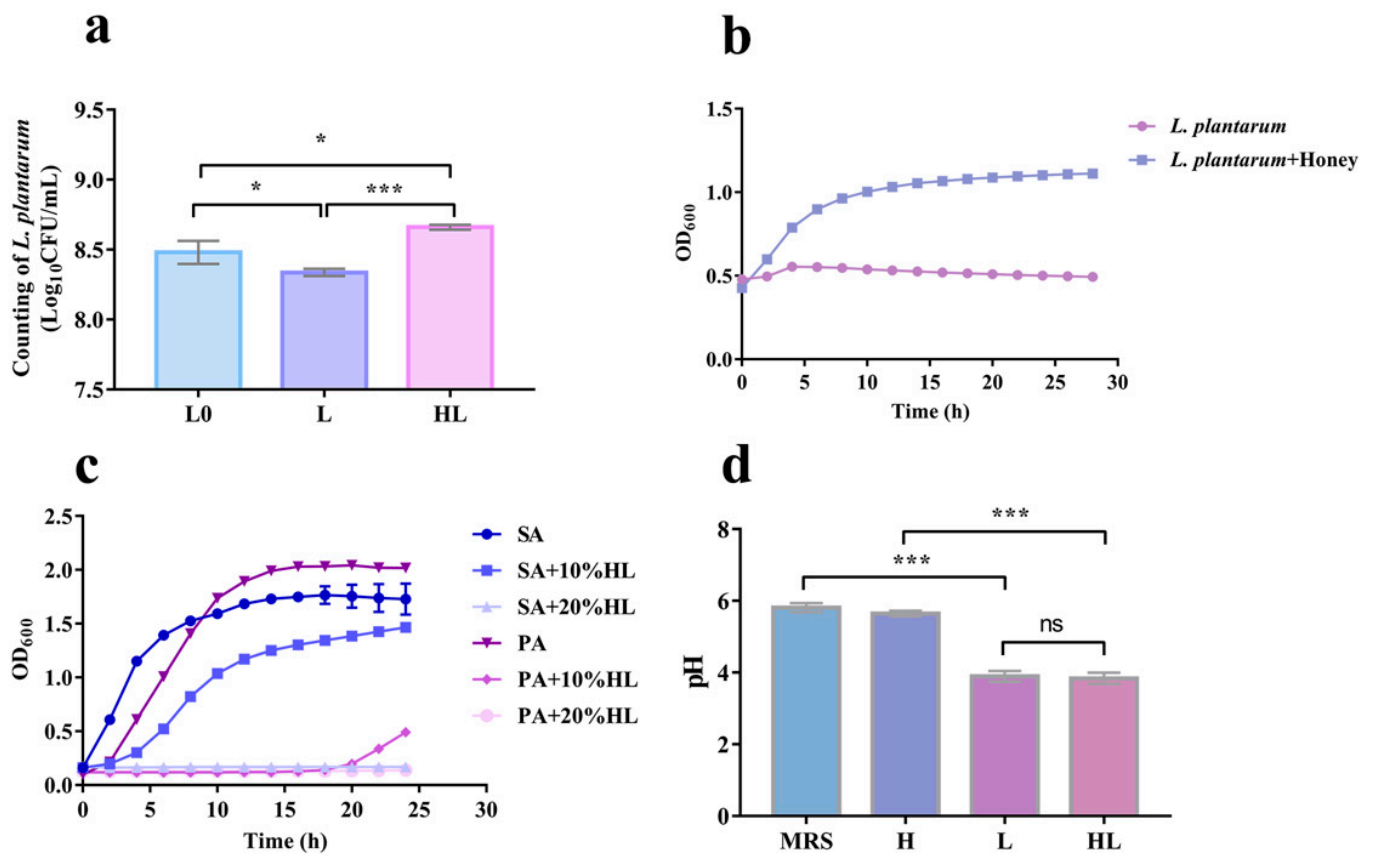 a
Counting of L. plantarum
(Log10CFU/mL)
9.5
9.0
8.5
8.0
7.5
*
*
***
L0 L HL
b
OD600
1.5
1.0
0.5
0.0
0 5 10 15 20 25 30
Time (h)
L. plantarum
L. plantarum+Honey
c
OD600
2.5
2.0
1.5
1.0
0.5
0.0
0 5 10 15 20 25 30
Time (h)
SA
SA+10%HL
SA+20%HL
PA
PA+10%HL
PA+20%HL
d
pH
8
6
4
2
0
***
***
ns
MRS H L HL